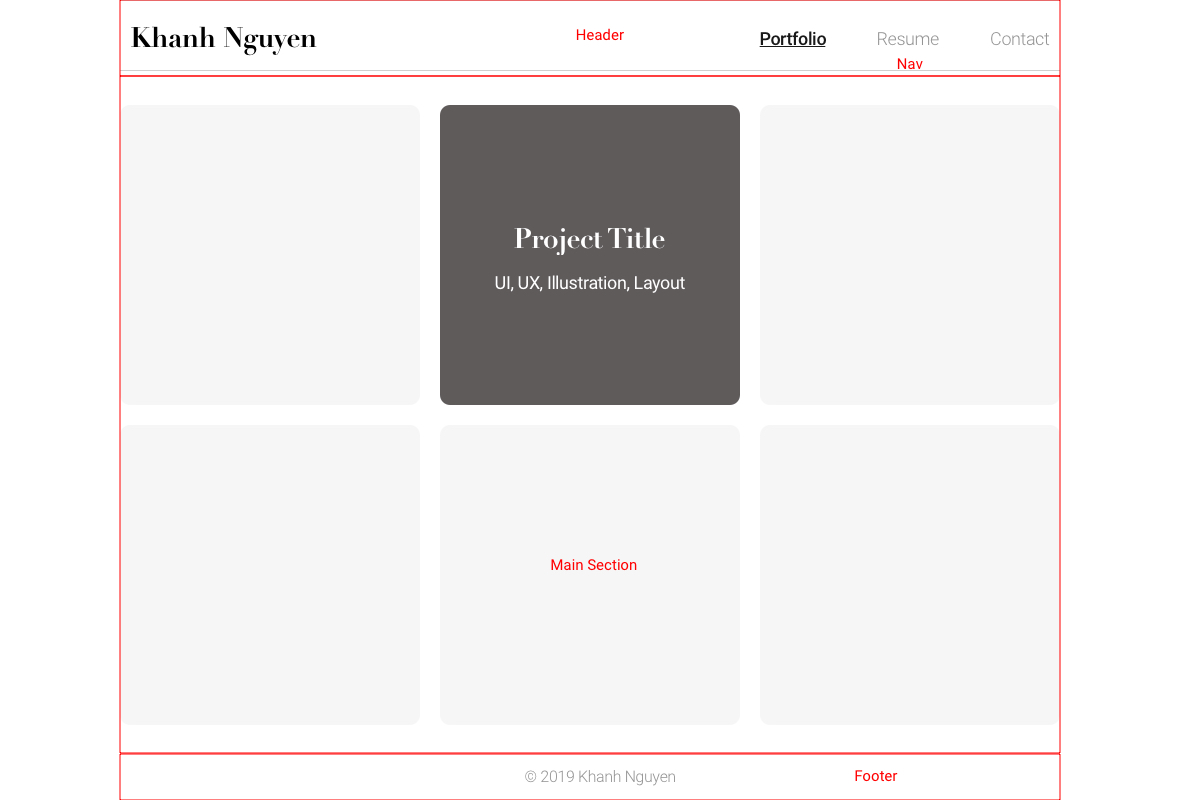 Khanh Nguyen
Header
Portfolio
Resume
Contact
Nav
Project Title
UI, UX, Illustration, Layout
Main Section
© 2019 Khanh Nguyen
Footer